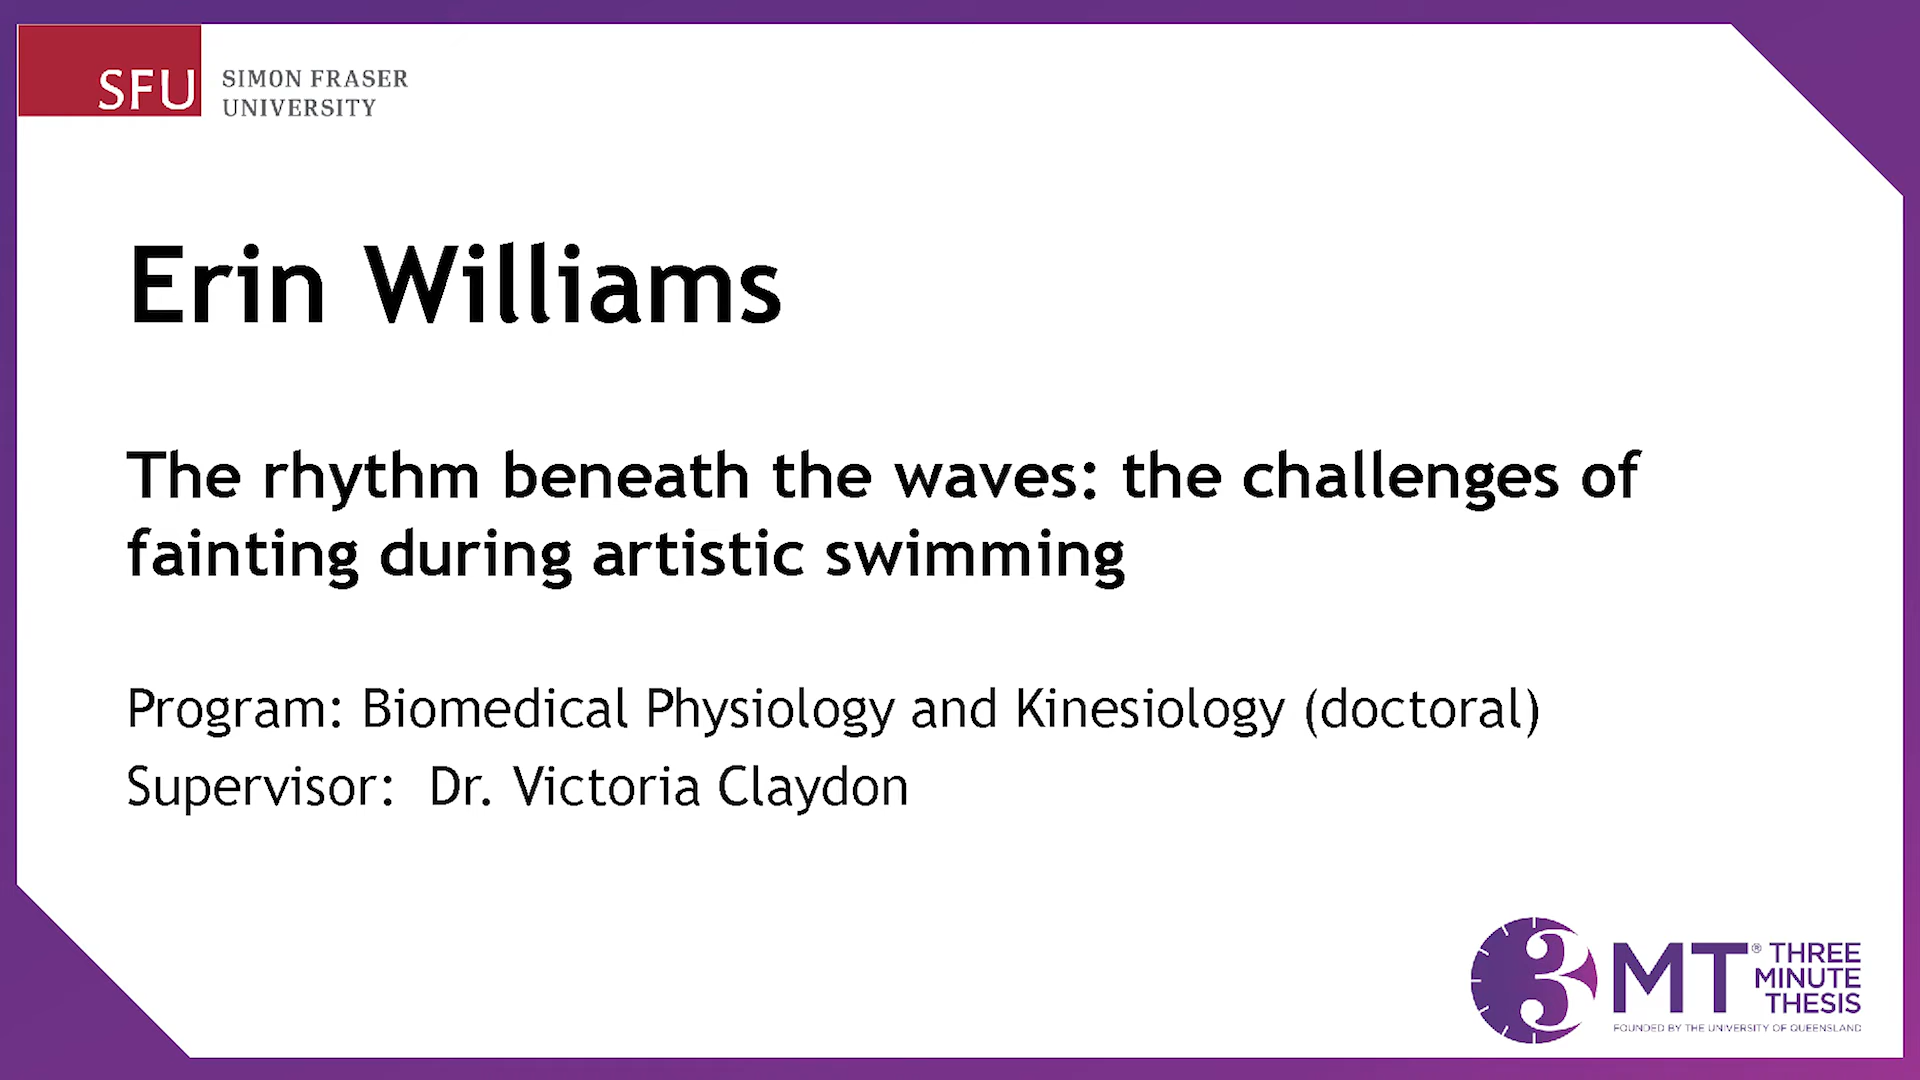 SFU
SIMON FRASER
UNIVERSITY
Erin Williams
The rhythm beneath the waves: the challenges of
fainting during artistic swimming
Program: Biomedical Physiology and Kinesiology (doctoral)
Supervisor: Dr. Victoria Claydon
3MT® THREE
MINUTE
THESIS
FOUNDED BY THE UNIVERSITY OF QUEENSLAND